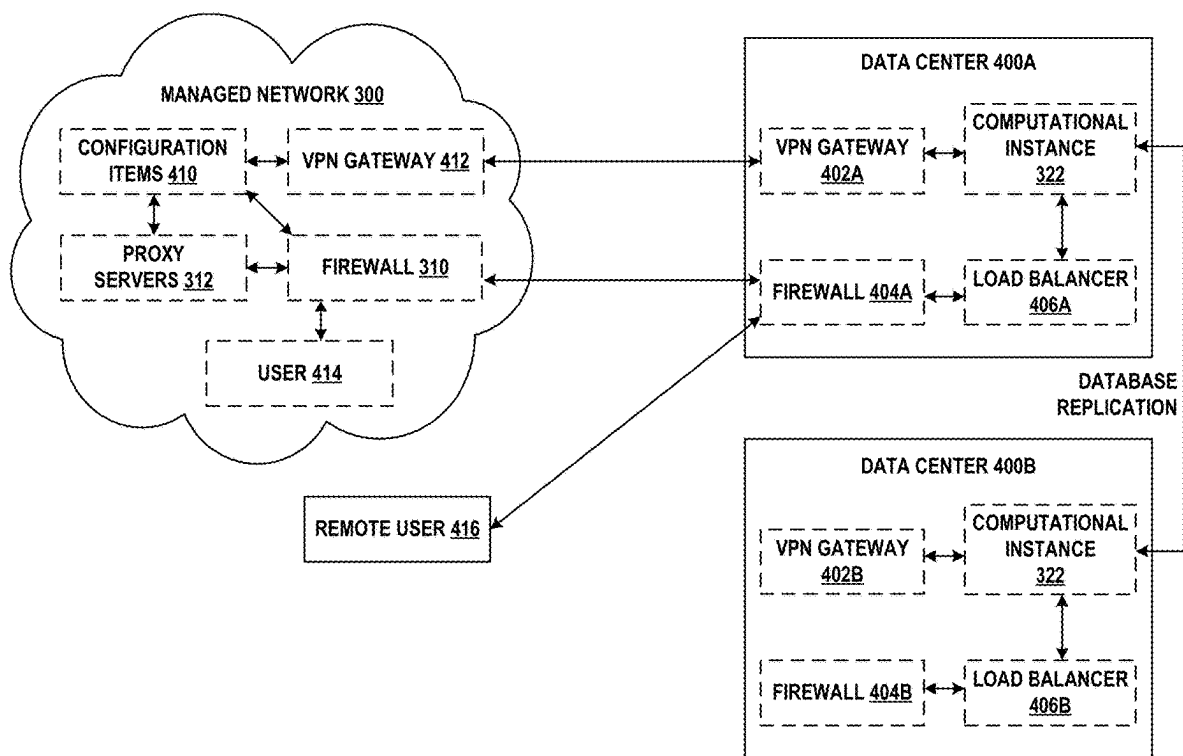 MANAGED NETWORK 300
CONFIGURATION
ITEMS 410
VPN GATEWAY 412
PROXY
SERVERS 312
FIREWALL 310
USER 414
REMOTE USER 416
DATA CENTER 400A
VPN GATEWAY
402A
COMPUTATIONAL
INSTANCE
322
FIREWALL 404A
LOAD BALANCER
406A
DATABASE
REPLICATION
DATA CENTER 400B
VPN GATEWAY
402B
COMPUTATIONAL
INSTANCE
322
FIREWALL 404B
LOAD BALANCER
406B